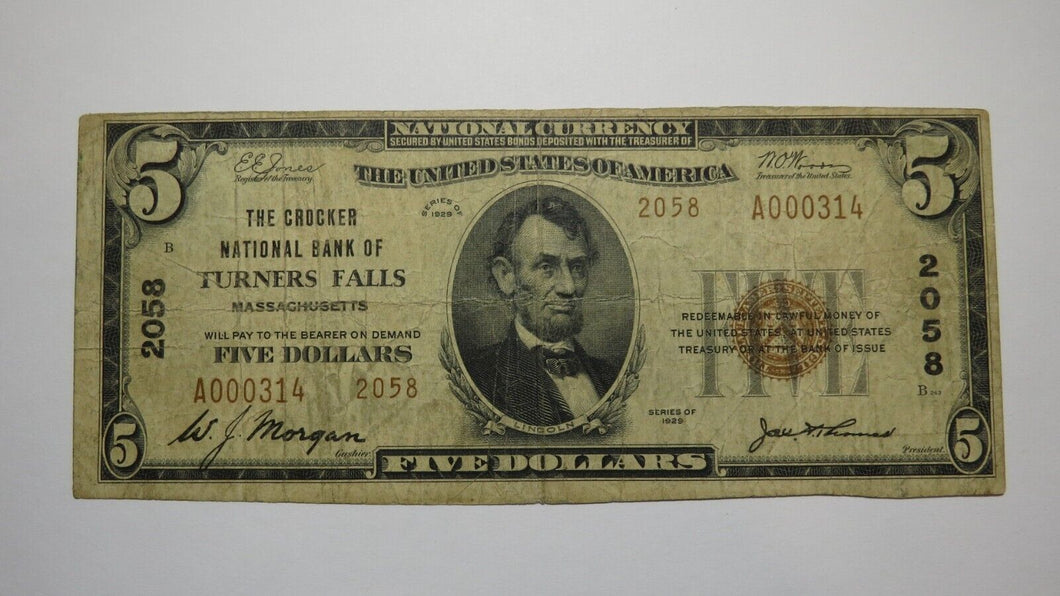 NATIONAL CURRENCY
SECURED BY UNITED STATES BONDS DEPOSITED WITH THE TREASURER OF
THE UNITED STATES OF AMERICA
5
5
E E Jones
Register of the Treasury.
Treasurer of the United States.
SERIES OF
1929
2058 A000314
THE CROCKER
NATIONAL BANK OF
TURNERS FALLS
MASSACHUSETTS
B
2058
WILL PAY TO THE BEARER ON DEMAND
FIVE DOLLARS
A000314 2058
W. J. Morgan
Cashier.
LINCOLN
FIVE
REDEEMABLE IN LAWFUL MONEY OF
THE UNITED STATES AT UNITED STATES
TREASURY OR AT THE BANK OF ISSUE
2058
B 243
SERIES OF
1929
President.
5
FIVE DOLLARS
5